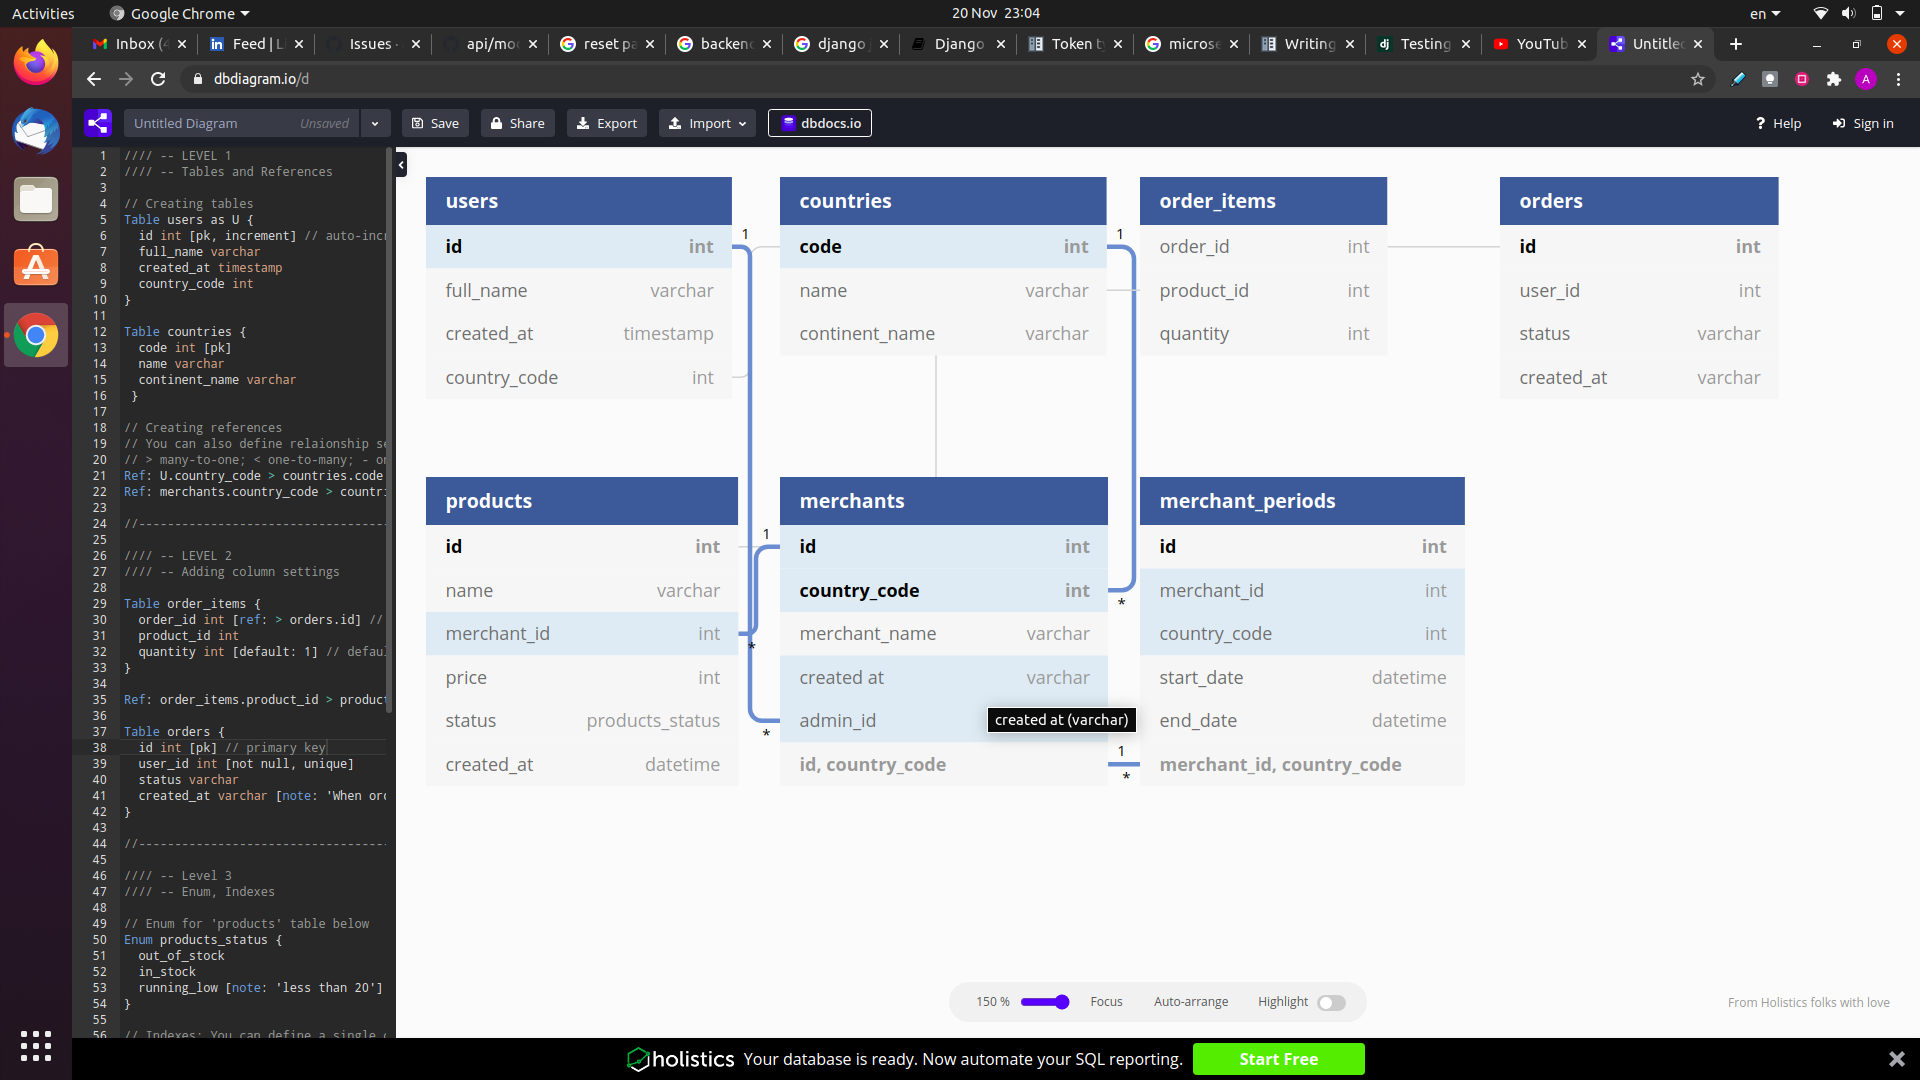 Activities
Google Chrome
20 Nov 23:04
en
Inbox (4
Feed | L
Issues ·
api/mo
reset pa
backen
django
Django
Token t
micros
Writing
Testing
YouTub
Untitle
dbdiagram.io/d
A
Untitled Diagram
Unsaved
Save
Share
Export
Import
dbdocs.io
Help
Sign in
1 //// -- LEVEL 1
2 //// -- Tables and References
3
4 // Creating tables
5 Table users as U {
6 id int [pk, increment] // auto-incr
7 full_name varchar
8 created_at timestamp
9 country_code int
10 }
11
12 Table countries {
13 code int [pk]
14 name varchar
15 continent_name varchar
16 }
17
18 // Creating references
19 // You can also define relaionship se
20 // > many-to-one; < one-to-many; - on
21 Ref: U.country_code > countries.code
22 Ref: merchants.country_code > countri
23
24 //----------------------------------
25
26 //// -- LEVEL 2
27 //// -- Adding column settings
28
29 Table order_items {
30 order_id int [ref: > orders.id] //
31 product_id int
32 quantity int [default: 1] // defau
33 }
34
35 Ref: order_items.product_id > product
36
37 Table orders {
38 id int [pk] // primary key
39 user_id int [not null, unique]
40 status varchar
41 created_at varchar [note: 'When ord
42 }
43
44 //----------------------------------
45
46 //// -- Level 3
47 //// -- Enum, Indexes
48
49 // Enum for 'products' table below
50 Enum products_status {
51 out_of_stock
52 in_stock
53 running_low [note: 'less than 20']
54 }
55
56 // Indexes: You can define a single
users
id int
full_name varchar
created_at timestamp
country_code int
1
countries
code int
name varchar
continent_name varchar
1
order_items
order_id int
product_id int
quantity int
orders
id int
user_id int
status varchar
created_at varchar
products
id int
name varchar
merchant_id int
price int
status products_status
created_at datetime
1
*
*
merchants
id int
country_code int
merchant_name varchar
created at varchar
admin_id
id, country_code
created at (varchar)
*
1
*
merchant_periods
id int
merchant_id int
country_code int
start_date datetime
end_date datetime
merchant_id, country_code
150 %
Focus
Auto-arrange
Highlight
From Holistics folks with love
holistics
Your database is ready. Now automate your SQL reporting.
Start Free